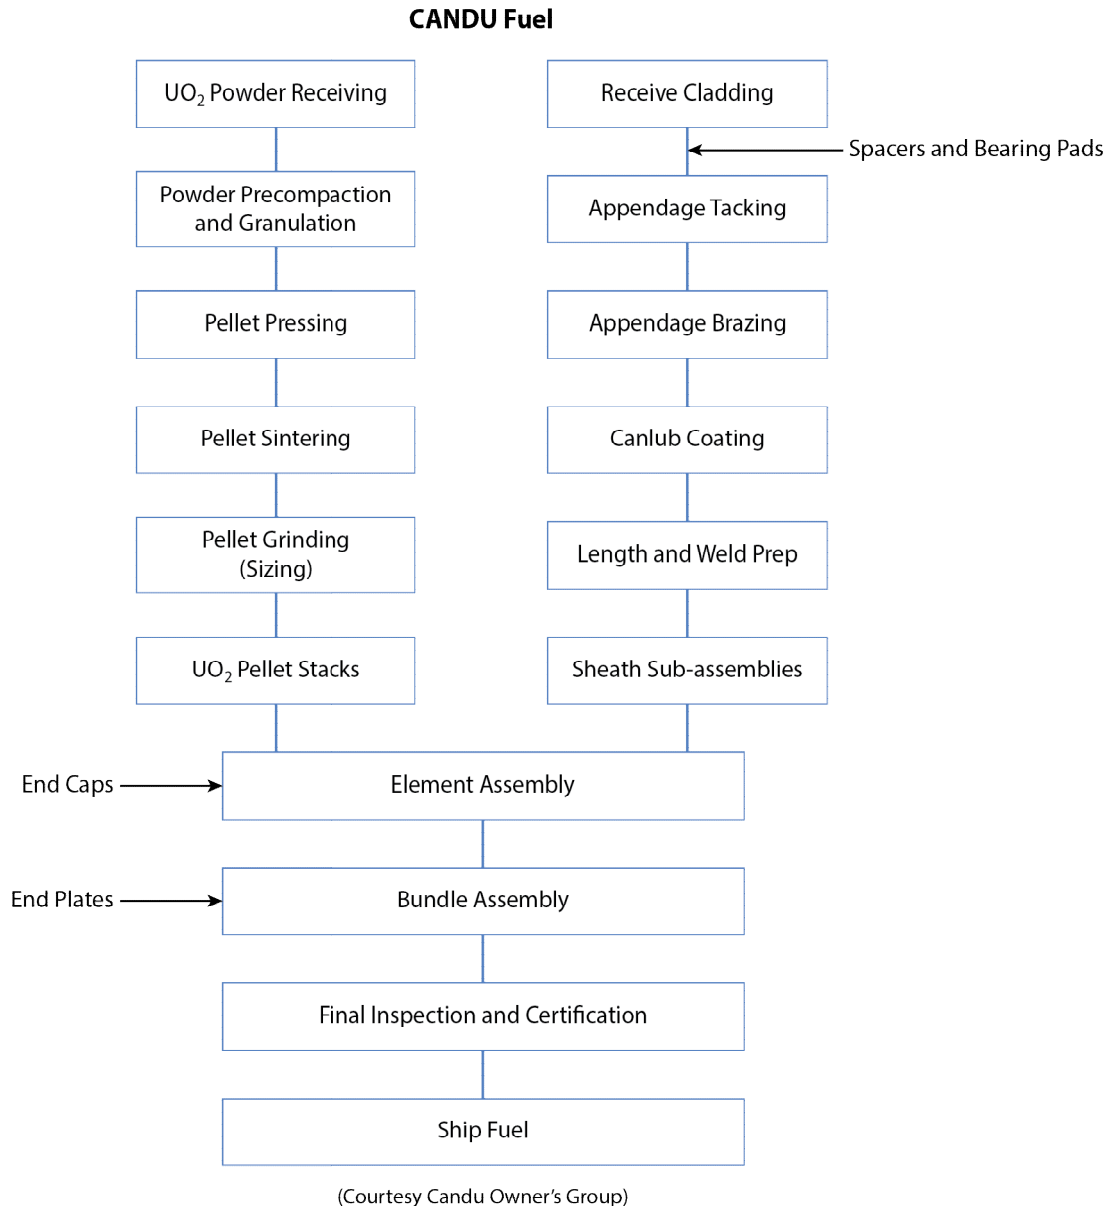 CANDU Fuel
UO₂ Powder Receiving
Powder Precompaction
and Granulation
Pellet Pressing
Pellet Sintering
Pellet Grinding
(Sizing)
UO₂ Pellet Stacks
Receive Cladding
Spacers and Bearing Pads
Appendage Tacking
Appendage Brazing
Canlub Coating
Length and Weld Prep
Sheath Sub-assemblies
End Caps
Element Assembly
End Plates
Bundle Assembly
Final Inspection and Certification
Ship Fuel
(Courtesy Candu Owner’s Group)